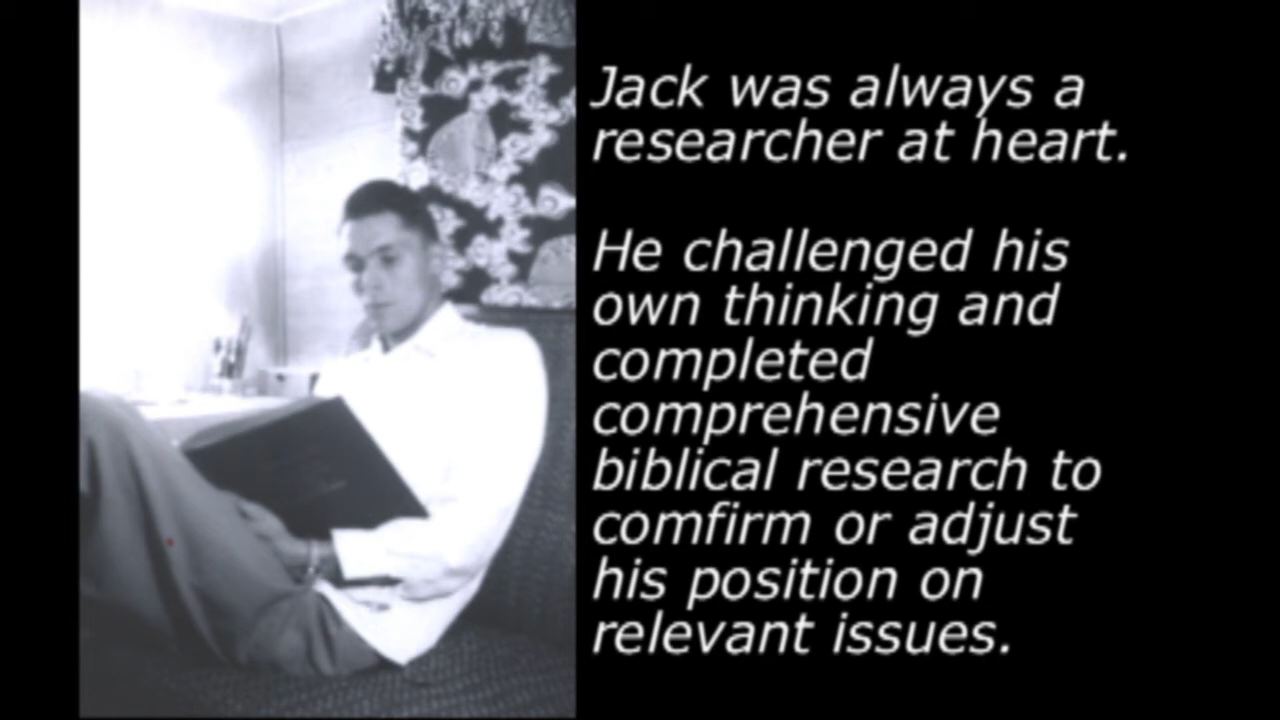 Jack was always a
researcher at heart.
He challenged his
own thinking and
completed
comprehensive
biblical research to
comfirm or adjust
his position on
relevant issues.